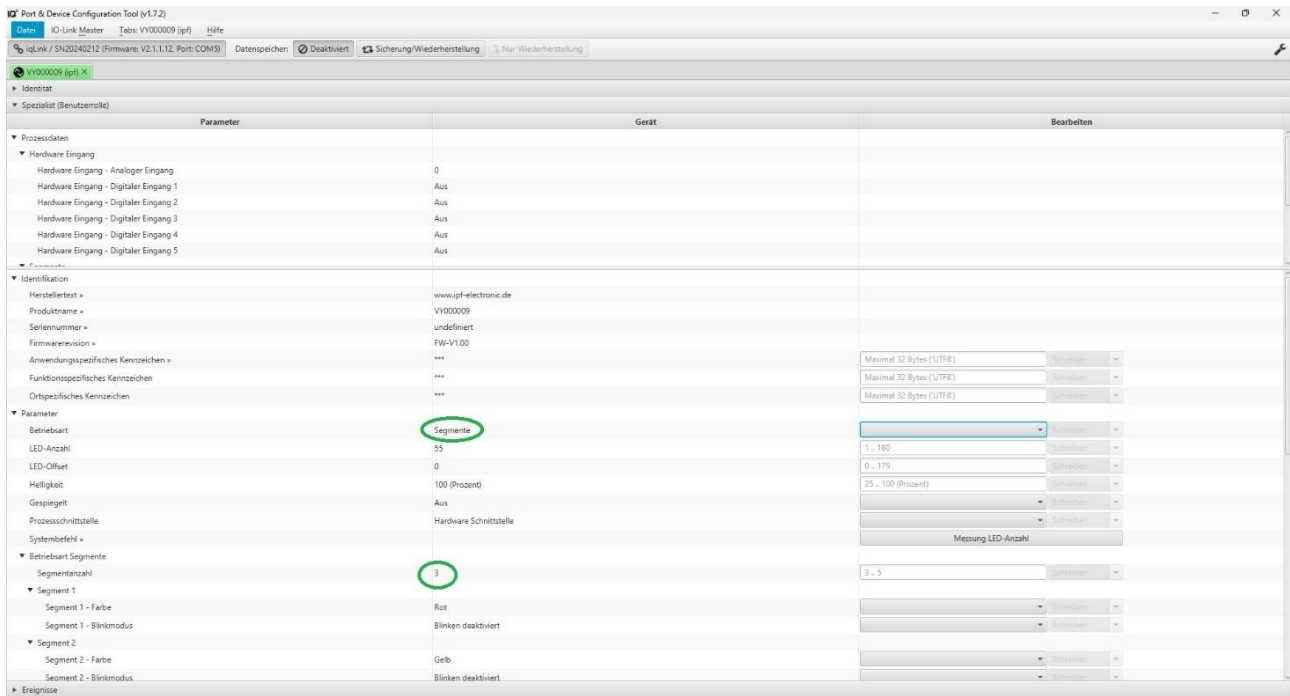 IQ² Port & Device Configuration Tool (v1.7.2)
Datei IO-Link Master Tabs: VY000009 (ipf) Hilfe
iqLink / SN20240212 (Firmware: V2.1.1.12, Port: COM5) Datenspeicher: Deaktiviert Sicherung/Wiederherstellung Nur Wiederherstellung
VY000009 (ipf) ×
Identität
Spezialist (Benutzerrolle)
Parameter Gerät Bearbeiten
Prozessdaten
Hardware Eingang
Hardware Eingang - Analoger Eingang 0
Hardware Eingang - Digitaler Eingang 1 Aus
Hardware Eingang - Digitaler Eingang 2 Aus
Hardware Eingang - Digitaler Eingang 3 Aus
Hardware Eingang - Digitaler Eingang 4 Aus
Hardware Eingang - Digitaler Eingang 5 Aus
Identifikation
Herstellertext » www.ipf-electronic.de
Produktname » VY000009
Seriennummer » undefiniert
Firmwarerevision » FW-V1.00
Anwendungsspezifisches Kennzeichen » *** Maximal 32 Bytes ('UTF8') Schreiben
Funktionsspezifisches Kennzeichen *** Maximal 32 Bytes ('UTF8') Schreiben
Ortspezifisches Kennzeichen *** Maximal 32 Bytes ('UTF8') Schreiben
Parameter
Betriebsart Segmente Schreiben
LED-Anzahl 55 1 .. 180 Schreiben
LED-Offset 0 0 .. 179 Schreiben
Helligkeit 100 (Prozent) 25 .. 100 (Prozent) Schreiben
Gespiegelt Aus Schreiben
Prozessschnittstelle Hardware Schnittstelle Schreiben
Systembefehl » Messung LED-Anzahl
Betriebsart Segmente
Segmentanzahl 3 3 .. 5 Schreiben
Segment 1
Segment 1 - Farbe Rot Schreiben
Segment 1 - Blinkmodus Blinken deaktiviert Schreiben
Segment 2
Segment 2 - Farbe Gelb Schreiben
Segment 2 - Blinkmodus Blinken deaktiviert Schreiben
Ereignisse